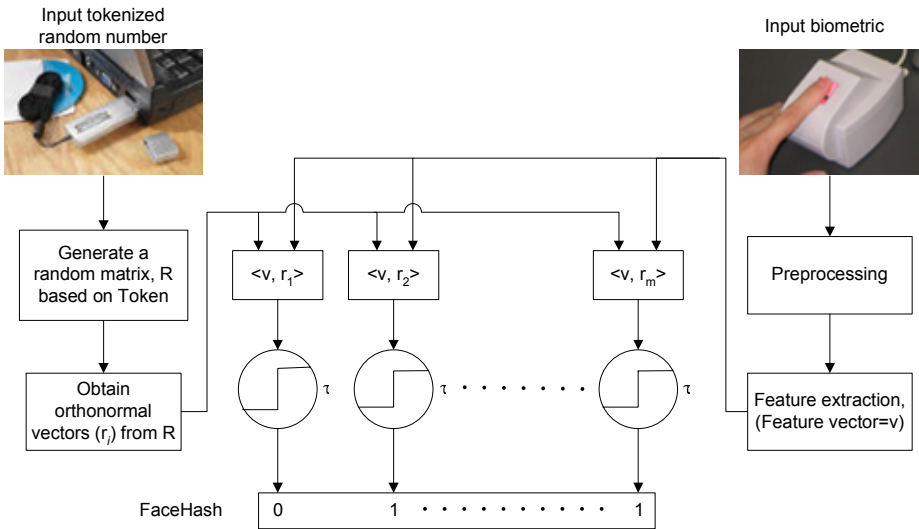 Input tokenized
random number
Input biometric
Generate a
random matrix, R
based on Token
<v, r1>
<v, r2>
<v, rm>
Preprocessing
Obtain
orthonormal
vectors (ri) from R
τ
τ
τ
Feature extraction,
(Feature vector=v)
FaceHash
0
1
1